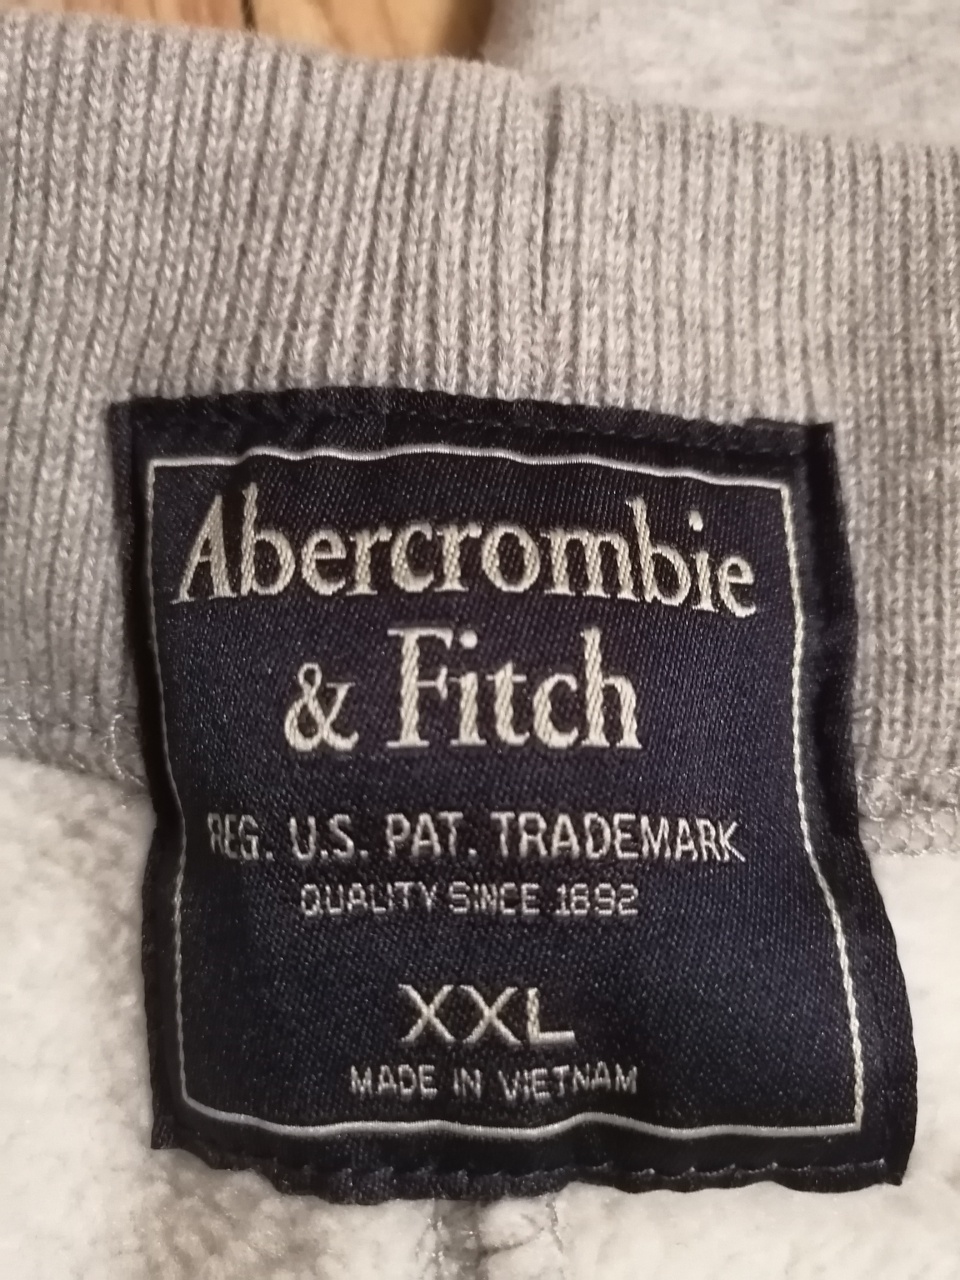 Abercrombie
& Fitch
REG. U.S. PAT. TRADEMARK
QUALITY SINCE 1892
XXL
MADE IN VIETNAM